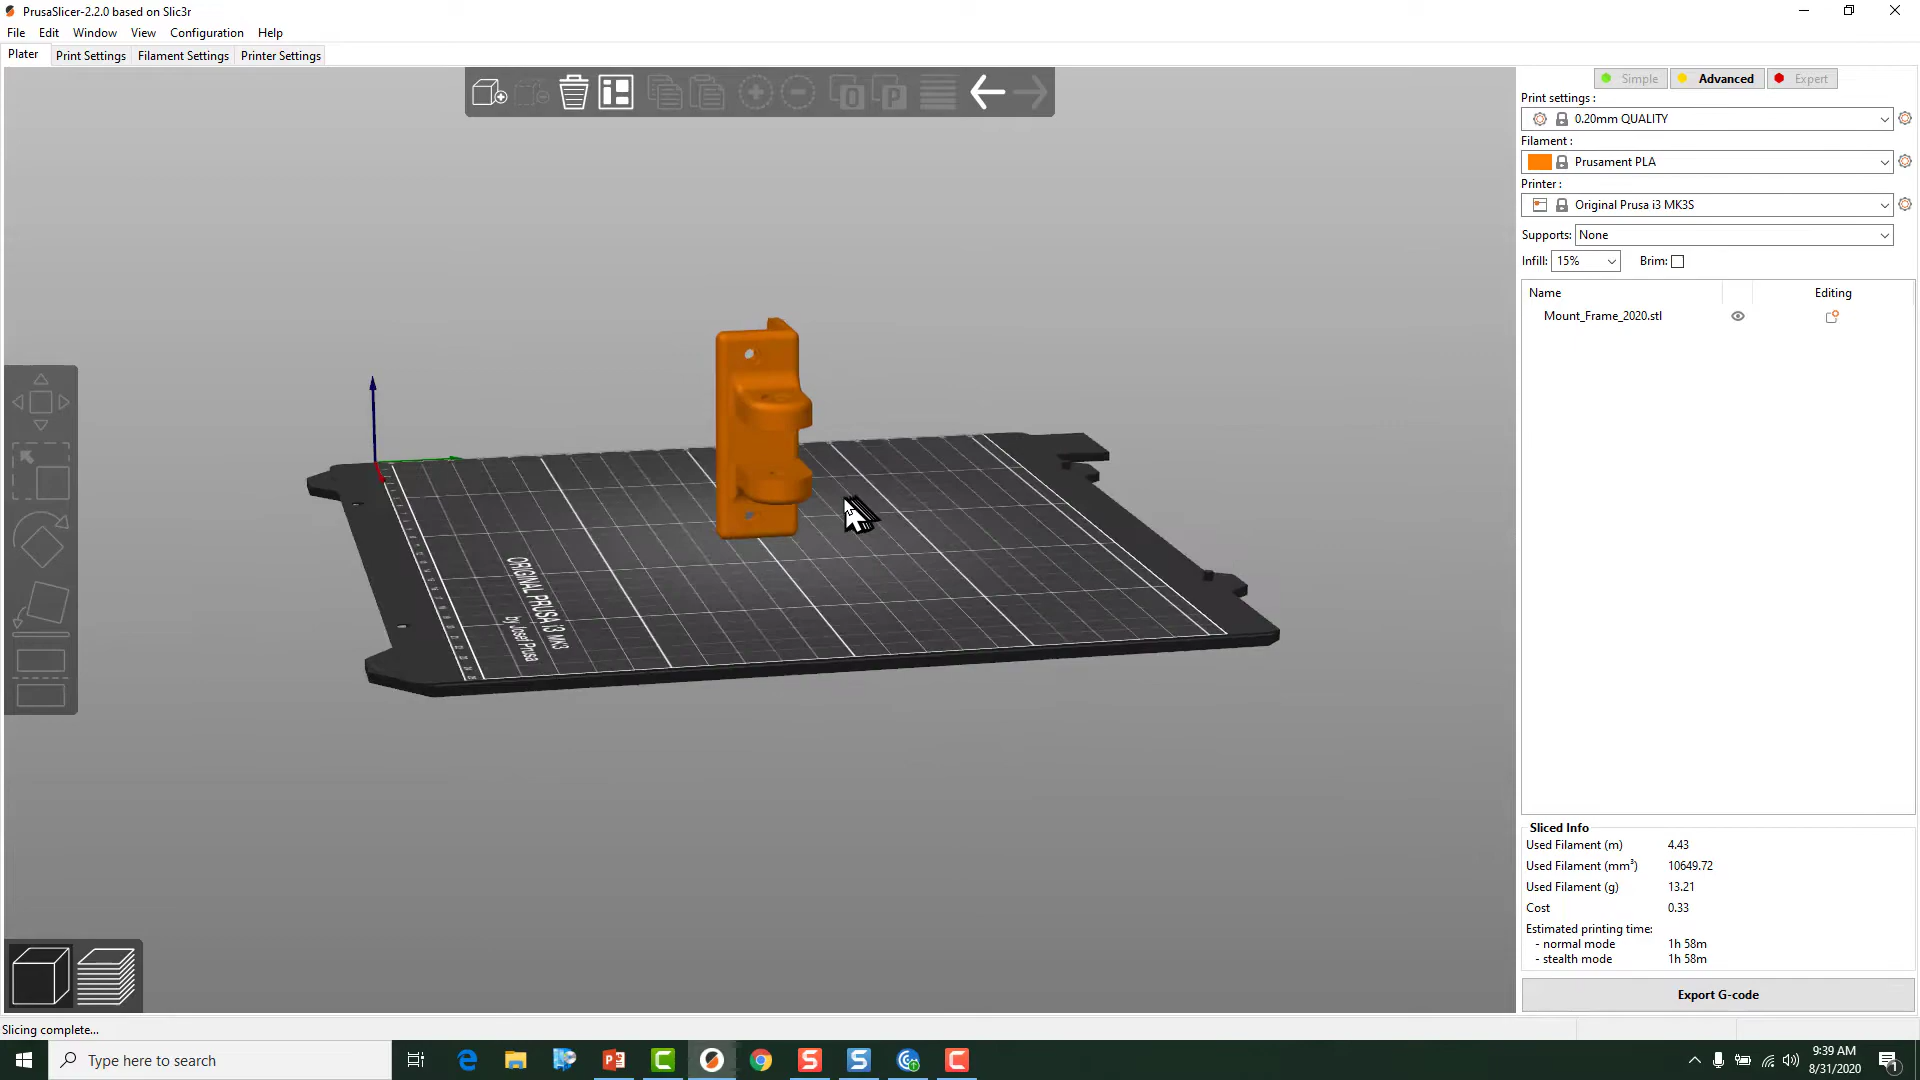 PrusaSlicer-2.2.0 based on Slic3r
File Edit Window View Configuration Help
Plater Print Settings Filament Settings Printer Settings
Simple Advanced Expert
Print settings :
0.20mm QUALITY
Filament :
Prusament PLA
Printer :
Original Prusa i3 MK3S
Supports: None
Infill: 15% Brim:
Name Editing
Mount_Frame_2020.stl
ORIGINAL PRUSA i3 MK3
by Josef Prusa
Sliced Info
Used Filament (m) 4.43
Used Filament (mm³) 10649.72
Used Filament (g) 13.21
Cost 0.33
Estimated printing time:
- normal mode 1h 58m
- stealth mode 1h 58m
Export G-code
Slicing complete...
Type here to search
9:39 AM
8/31/2020